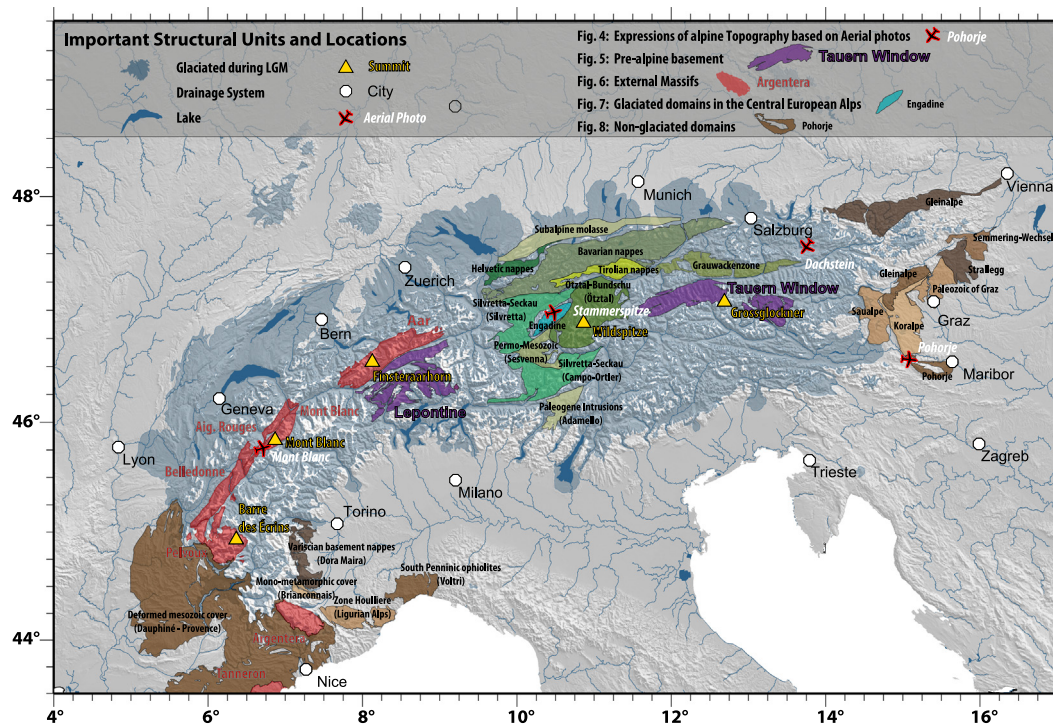 Important Structural Units and Locations
Glaciated during LGM
Summit
Drainage System
City
Lake
Aerial Photo
Fig. 4: Expressions of alpine Topography based on Aerial photos
Pohorje
Fig. 5: Pre-alpine basement
Tauern Window
Fig. 6: External Massifs
Argentera
Fig. 7: Glaciated domains in the Central European Alps
Engadine
Fig. 8: Non-glaciated domains
Pohorje
48°
46°
44°
4°
6°
8°
10°
12°
14°
16°
Munich
Vienna
Salzburg
Gleinalpe
Subalpine molasse
Semmering-Wechsel
Bavarian nappes
Dachstein
Zuerich
Helvetic nappes
Tirolian nappes
Grauwackenzone
Strallegg
Gleinalpe
Ötztal-Bundschu
(Ötztal)
Tauern Window
Paleozoic of Graz
Silvretta-Seckau
(Silvretta)
Stammerspitze
Grossglockner
Graz
Saualpe
Koralpe
Bern
Engadine
Wildspitze
Aar
Permo-Mesozoic
(Sesvenna)
Pohorje
Silvretta-Seckau
(Campo-Ortler)
Maribor
Pohorje
Finsteraarhorn
Geneva
Lepontine
Paleogene Intrusions
(Adamello)
Mont Blanc
Aig. Rouges
Mont Blanc
Mont Blanc
Lyon
Zagreb
Trieste
Belledonne
Milano
Barre
des Écrins
Torino
Pelvoux
Variscian basement nappes
(Dora Maira)
Mono-metamorphic cover
(Brianconnais)
South Penninic ophiolites
(Voltri)
Zone Houlliere
(Ligurian Alps)
Deformed mesozoic cover
(Dauphiné - Provence)
Argentera
Tanneron
Nice